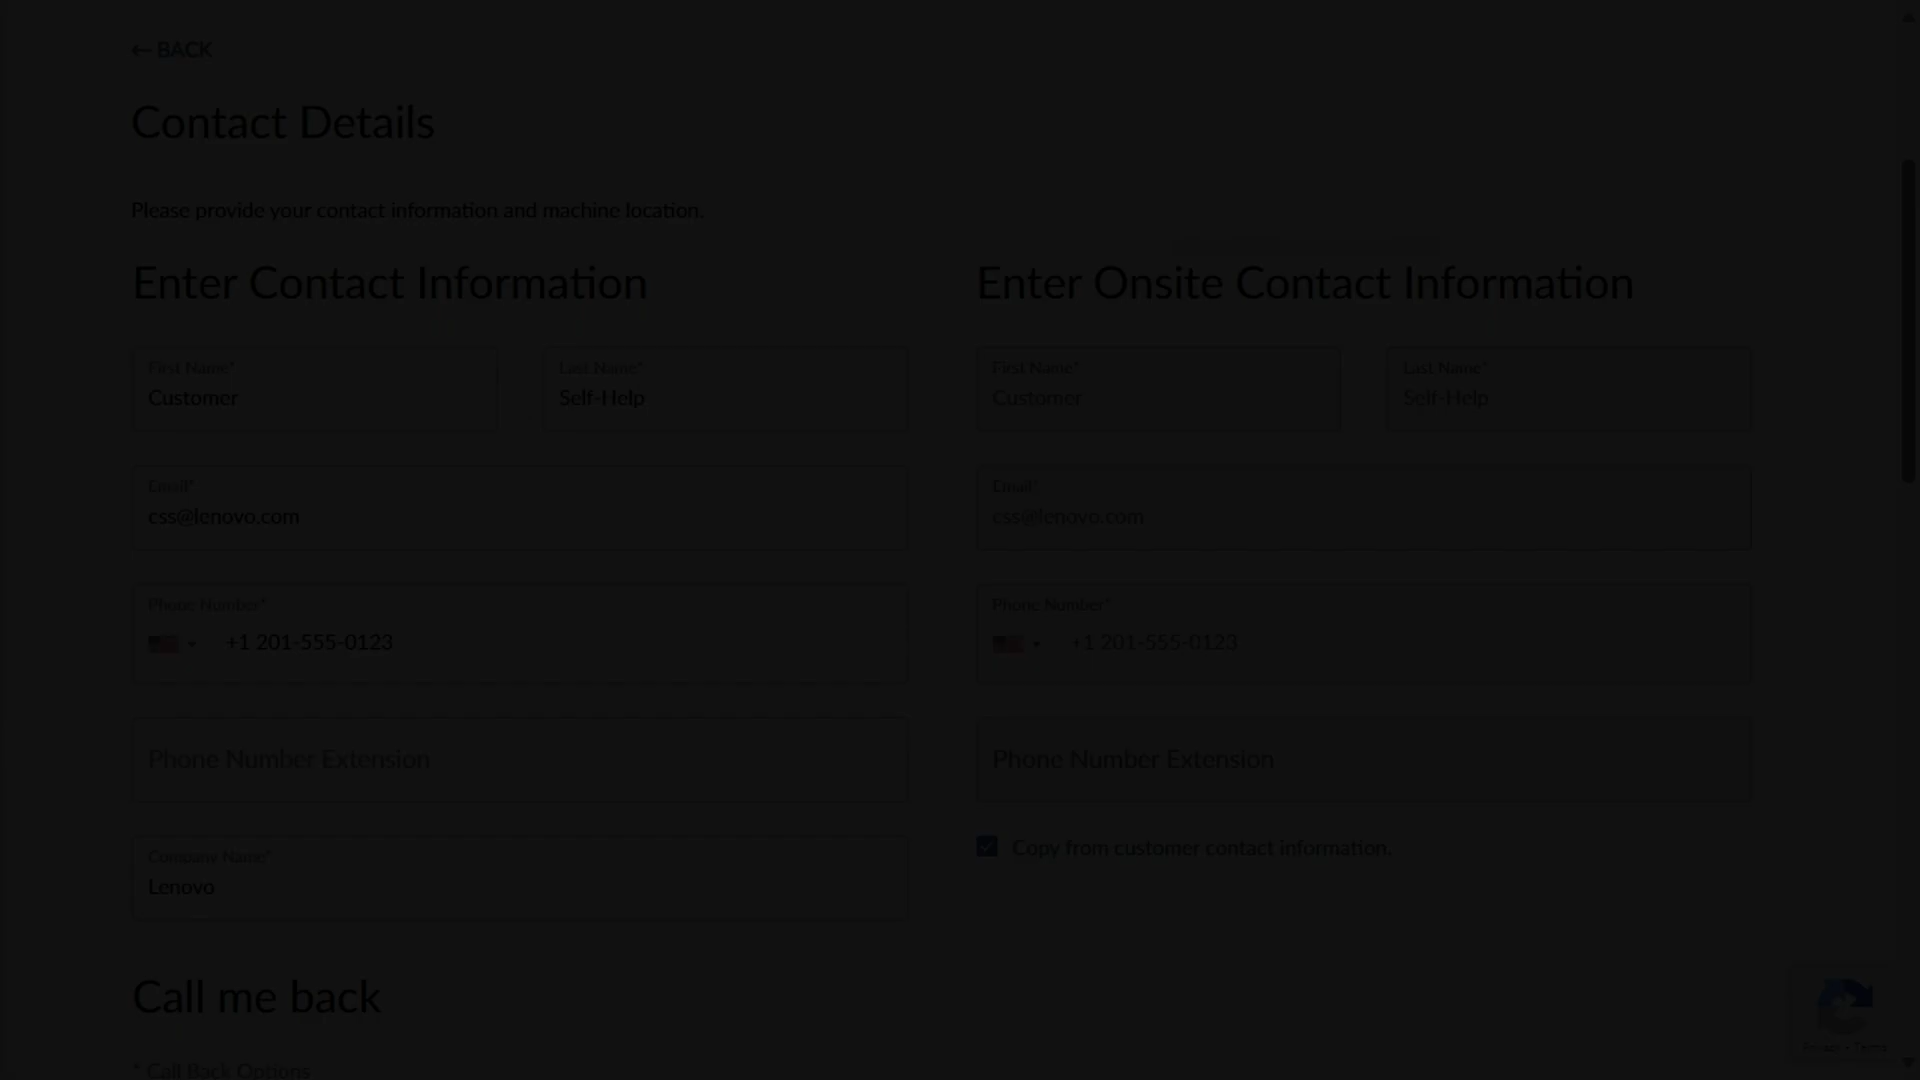 ← BACK
Contact Details
Please provide your contact information and machine location.
Enter Contact Information
First Name*
Customer
Last Name*
Self-Help
Email*
css@lenovo.com
Phone Number*
+1 201-555-0123
Phone Number Extension
Company Name*
Lenovo
Enter Onsite Contact Information
First Name*
Customer
Last Name*
Self-Help
Email*
css@lenovo.com
Phone Number*
+1 201-555-0123
Phone Number Extension
Copy from customer contact information.
Call me back
* Call Back Options
Privacy - Terms